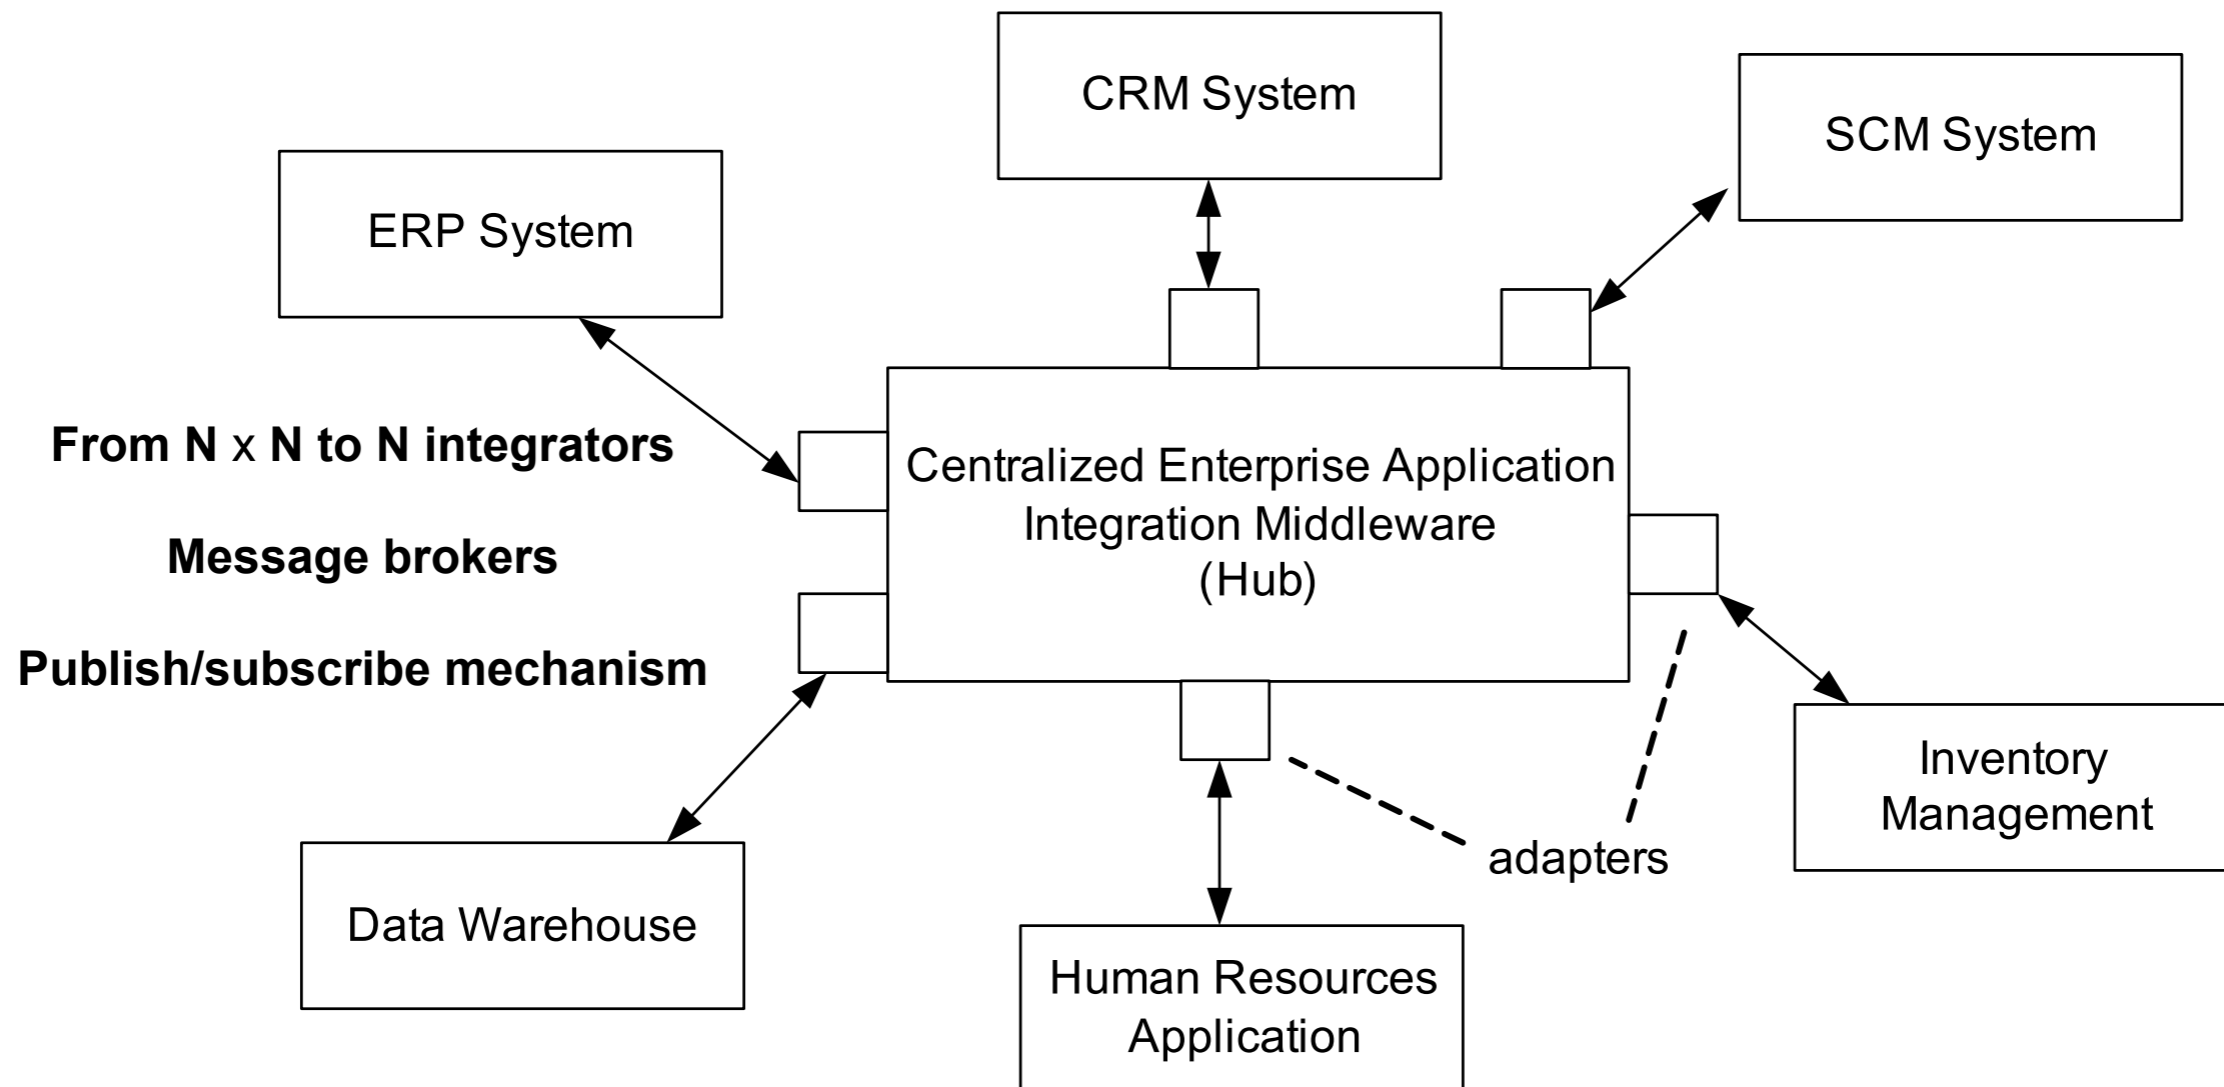 CRM System
SCM System
ERP System
From N x N to N integrators
Message brokers
Publish/subscribe mechanism
Centralized Enterprise Application
Integration Middleware
(Hub)
Inventory
Management
adapters
Data Warehouse
Human Resources
Application